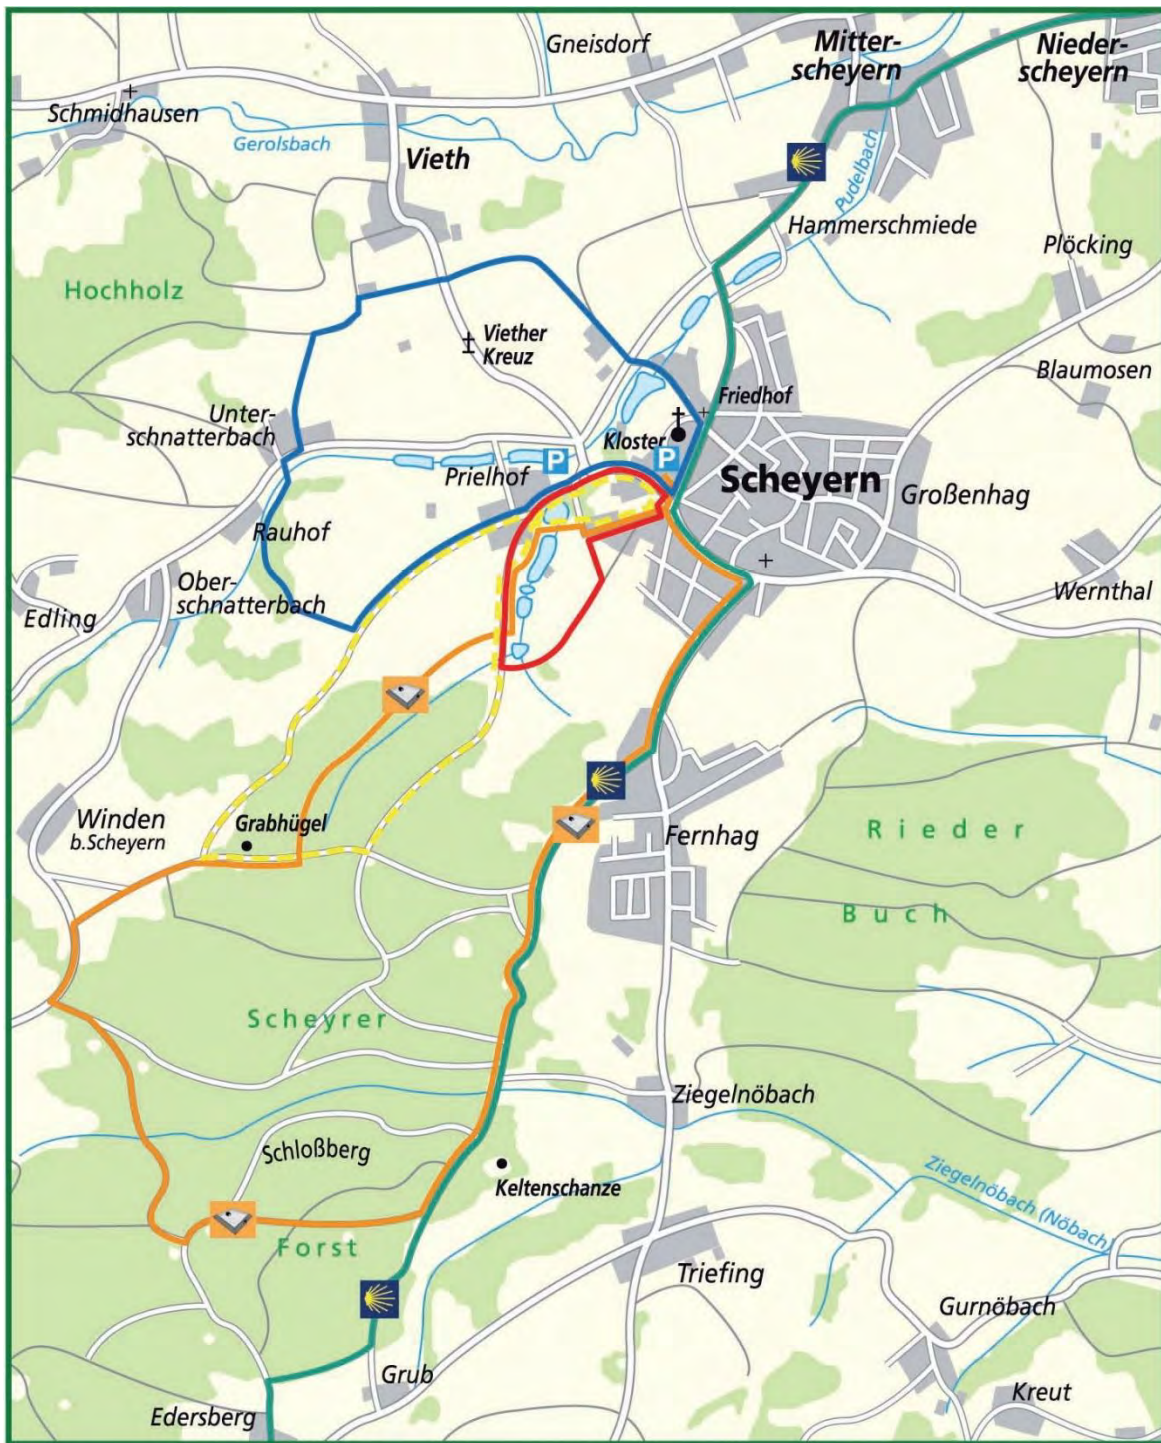 Gneisdorf
Mitter-
scheyern
Nieder-
scheyern
Schmidhausen
Gerolsbach
Vieth
Pudelbach
Hammerschmiede
Plöcking
Hochholz
Viether
Kreuz
Blaumosen
Friedhof
Unter-
schnatterbach
Kloster
P
P
Prielhof
Scheyern
Großenhag
Rauhof
Ober-
schnatterbach
Edling
Wernthal
Winden
b.Scheyern
Grabhügel
Fernhag
Rieder
Buch
Scheyrer
Ziegelnöbach
Schloßberg
Keltenschanze
Ziegelnöbach (Nöbach)
Forst
Triefing
Gurnöbach
Grub
Kreut
Edersberg